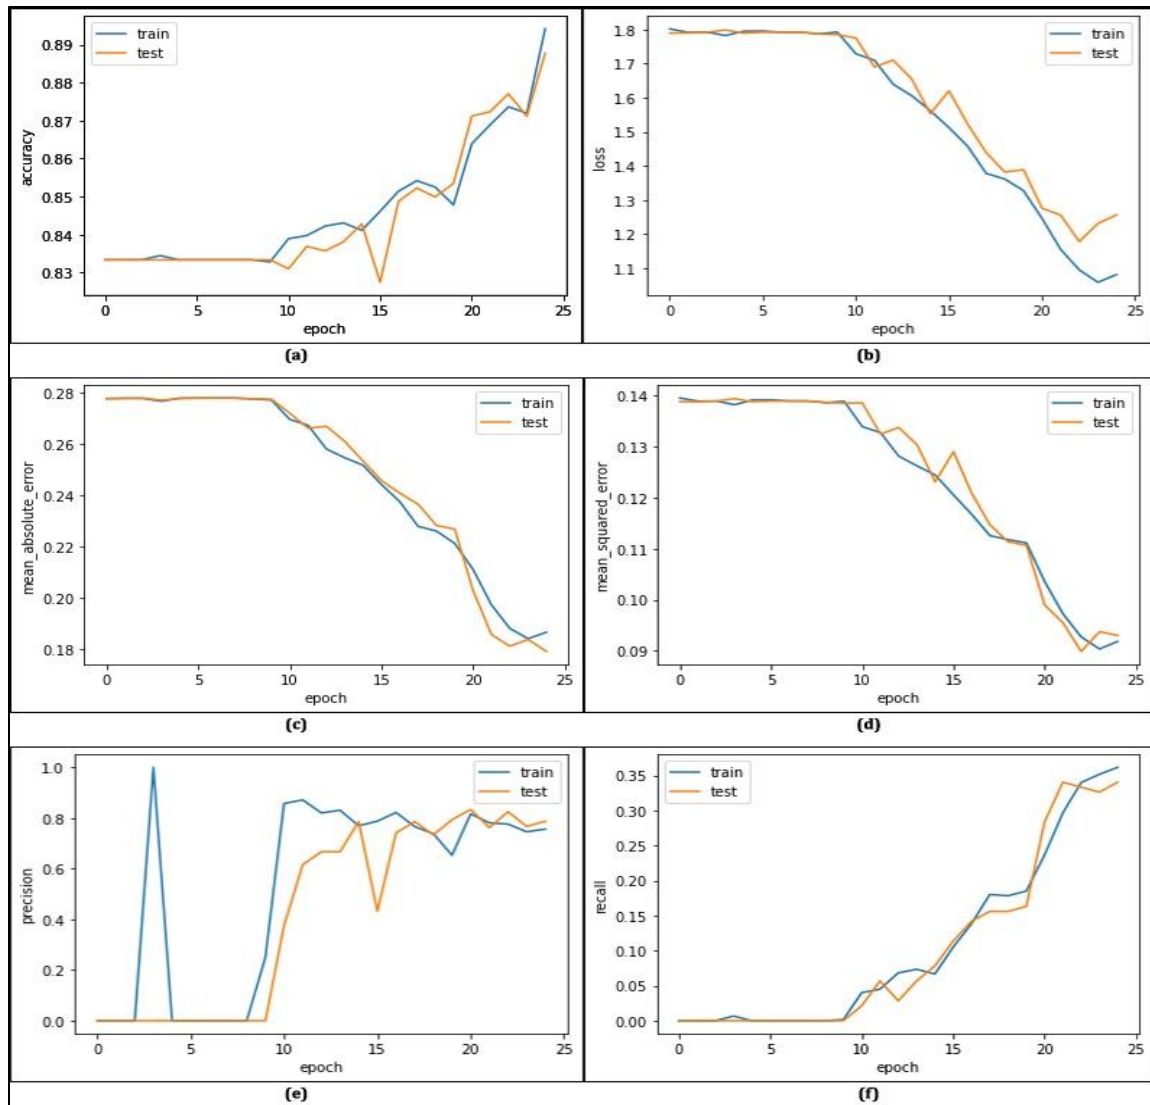 train
test
0.89
0.88
0.87
0.86
0.85
0.84
0.83
accuracy
0 5 10 15 20 25
epoch
(a)
train
test
1.8
1.7
1.6
1.5
1.4
1.3
1.2
1.1
loss
0 5 10 15 20 25
epoch
(b)
train
test
0.28
0.26
0.24
0.22
0.20
0.18
mean_absolute_error
0 5 10 15 20 25
epoch
(c)
train
test
0.14
0.13
0.12
0.11
0.10
0.09
mean_squared_error
0 5 10 15 20 25
epoch
(d)
train
test
1.0
0.8
0.6
0.4
0.2
0.0
precision
0 5 10 15 20 25
epoch
(e)
train
test
0.35
0.30
0.25
0.20
0.15
0.10
0.05
0.00
recall
0 5 10 15 20 25
epoch
(f)